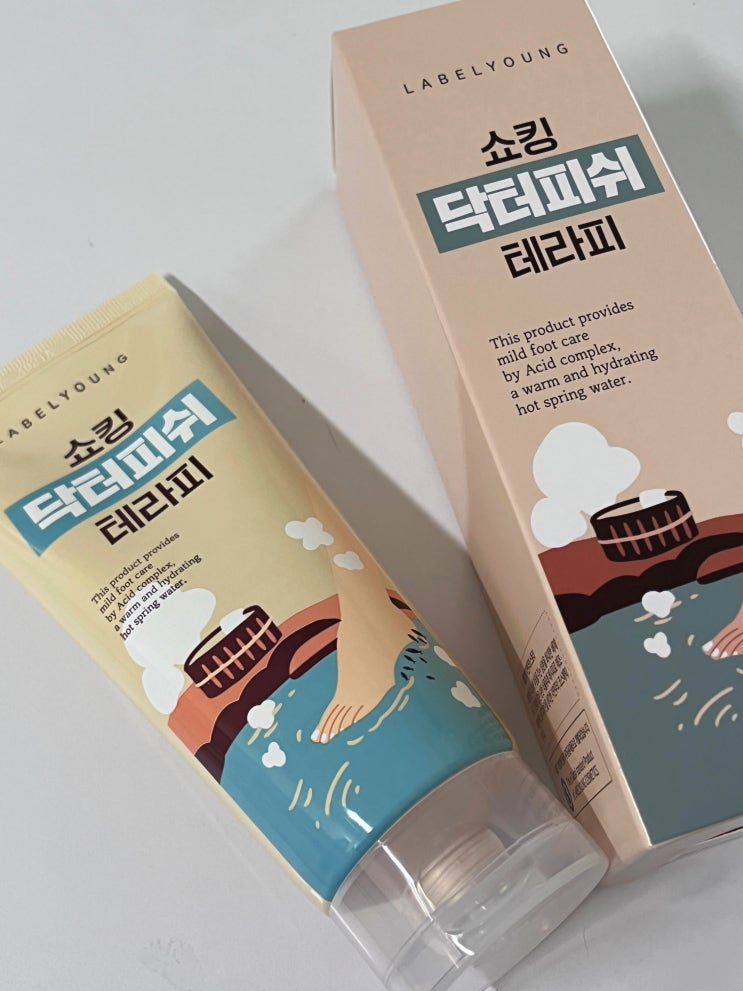 LABELYOUNG
쇼킹
닥터피쉬
테라피
This product provides
mild foot care
by Acid complex,
a warm and hydrating
hot spring water.
LABELYOUNG
쇼킹
닥터피쉬
테라피
This product provides
mild foot care
by Acid complex,
a warm and hydrating
hot spring water.